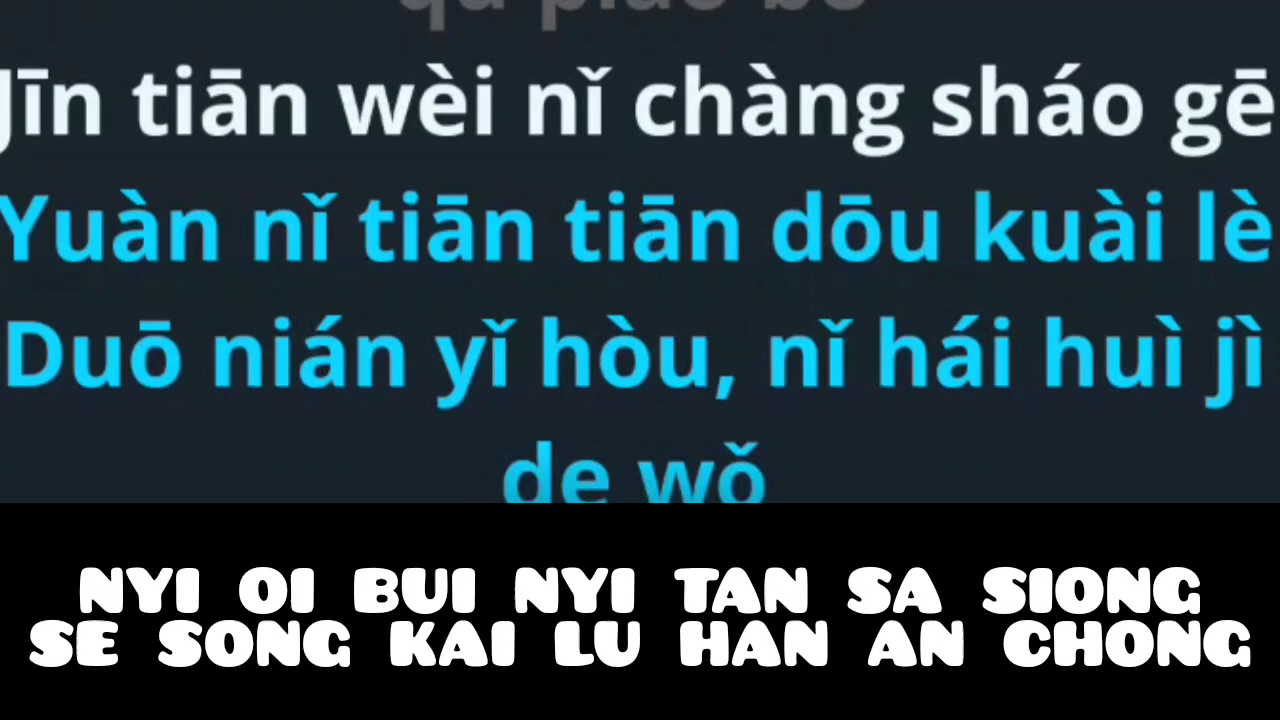 Jīn tiān wèi nǐ chàng sháo gē
Yuàn nǐ tiān tiān dōu kuài lè
Duō nián yǐ hòu, nǐ hái huì jì
de wǒ
NYI OI BUI NYI TAN SA SIONG
SE SONG KAI LU HAN AN CHONG